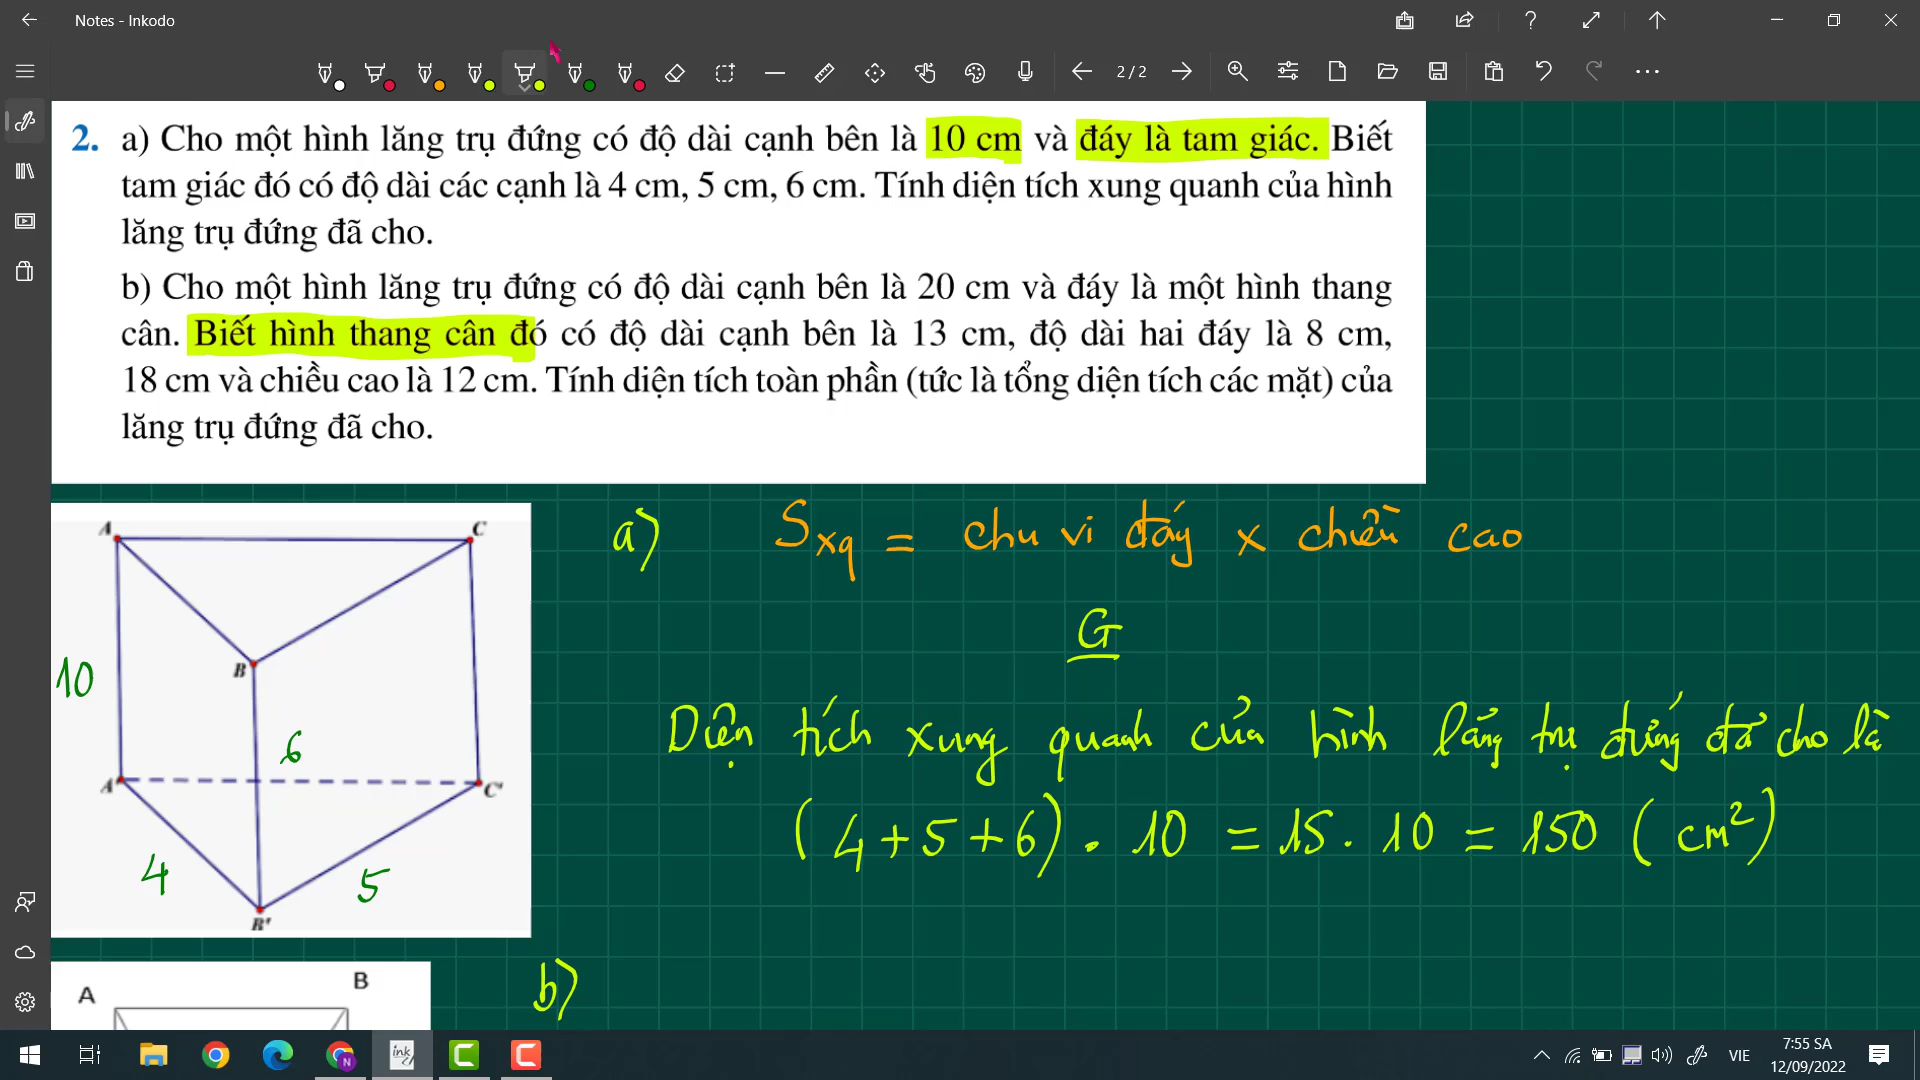 Notes - Inkodo
2 / 2
2. a) Cho một hình lăng trụ đứng có độ dài cạnh bên là 10 cm và đáy là tam giác. Biết
tam giác đó có độ dài các cạnh là 4 cm, 5 cm, 6 cm. Tính diện tích xung quanh của hình
lăng trụ đứng đã cho.
b) Cho một hình lăng trụ đứng có độ dài cạnh bên là 20 cm và đáy là một hình thang
cân. Biết hình thang cân đó có độ dài cạnh bên là 13 cm, độ dài hai đáy là 8 cm,
18 cm và chiều cao là 12 cm. Tính diện tích toàn phần (tức là tổng diện tích các mặt) của
lăng trụ đứng đã cho.
a) Sxq = chu vi đáy x chiều cao
G
Diện tích xung quanh của hình lăng trụ đứng đã cho là
(4+5+6) . 10 = 15 . 10 = 150 (cm²)
A C
B
10
6
A' C'
4 5
B'
b)
A B
ink
N
VIE
7:55 SA
12/09/2022